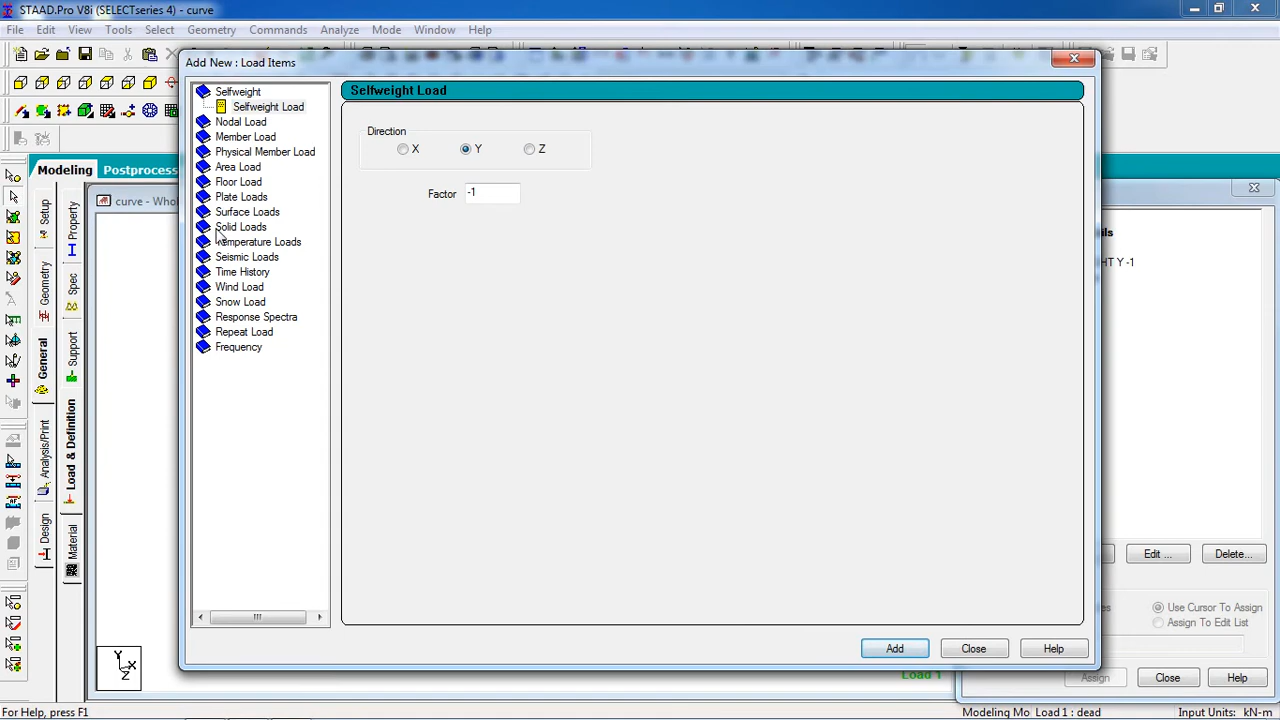 STAAD.Pro V8i (SELECTseries 4) - curve
File Edit View Tools Select Geometry Commands Analyze Mode Window Help
Add New : Load Items
Selfweight
Selfweight Load
Nodal Load
Member Load
Physical Member Load
Area Load
Floor Load
Plate Loads
Surface Loads
Solid Loads
Temperature Loads
Seismic Loads
Time History
Wind Load
Snow Load
Response Spectra
Repeat Load
Frequency
Selfweight Load
Direction
X Y Z
Factor -1
Add Close Help
Modeling Postprocess
curve - Whol
Setup
Geometry
General
Analysis/Print
Design
Property
Spec
Support
Load & Definition
Material
ils
HT Y -1
Edit ... Delete...
Use Cursor To Assign
Assign To Edit List
Assign Close Help
Load 1
Y
X
Z
For Help, press F1 Modeling Mo Load 1 : dead Input Units: kN-m